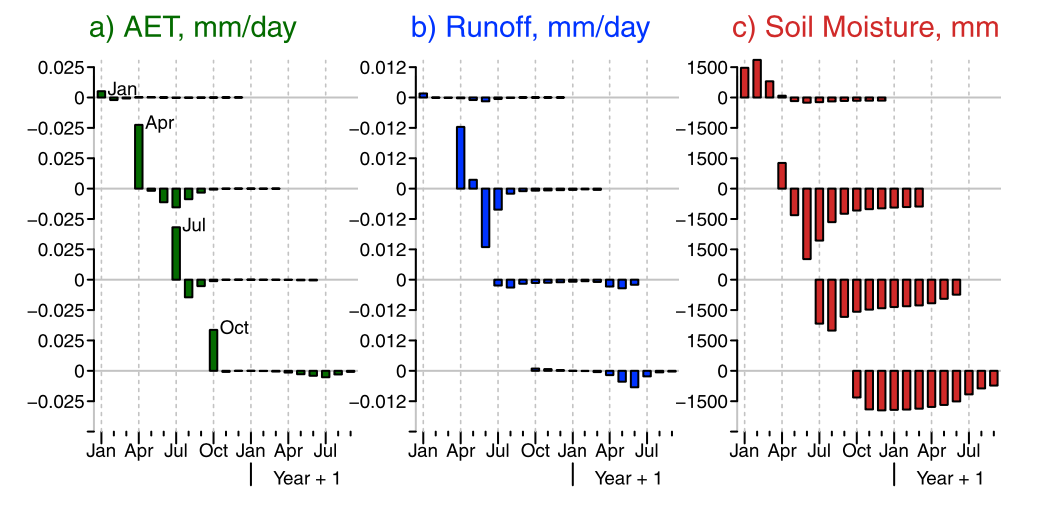 a) AET, mm/day
b) Runoff, mm/day
c) Soil Moisture, mm
0.025
0
−0.025
0.025
0
−0.025
0.025
0
−0.025
0.025
0
−0.025
Jan
Apr
Jul
Oct
Jan Apr Jul Oct Jan Apr Jul
Year + 1
0.012
0
−0.012
0.012
0
−0.012
0.012
0
−0.012
0.012
0
−0.012
Jan Apr Jul Oct Jan Apr Jul
Year + 1
1500
0
−1500
1500
0
−1500
1500
0
−1500
1500
0
−1500
Jan Apr Jul Oct Jan Apr Jul
Year + 1